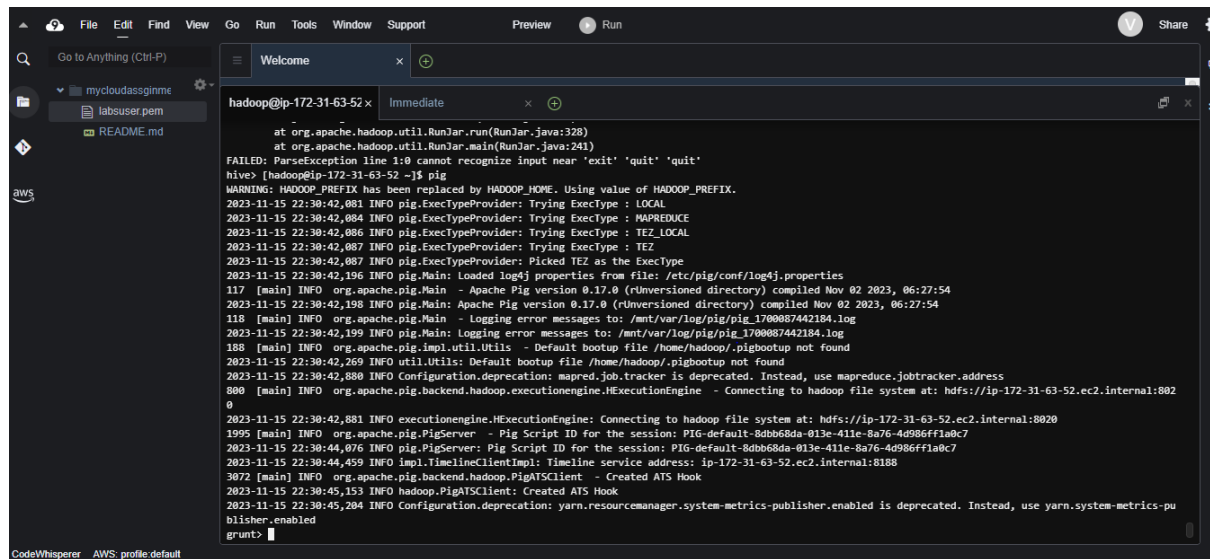 File Edit Find View Go Run Tools Window Support Preview Run V Share
Go to Anything (Ctrl-P)
Welcome
mycloudassginme
labsuser.pem
README.md
aws
hadoop@ip-172-31-63-52 Immediate
at org.apache.hadoop.util.RunJar.run(RunJar.java:328)
at org.apache.hadoop.util.RunJar.main(RunJar.java:241)
FAILED: ParseException line 1:0 cannot recognize input near 'exit' 'quit' 'quit'
hive> [hadoop@ip-172-31-63-52 ~]$ pig
WARNING: HADOOP_PREFIX has been replaced by HADOOP_HOME. Using value of HADOOP_PREFIX.
2023-11-15 22:30:42,081 INFO pig.ExecTypeProvider: Trying ExecType : LOCAL
2023-11-15 22:30:42,084 INFO pig.ExecTypeProvider: Trying ExecType : MAPREDUCE
2023-11-15 22:30:42,086 INFO pig.ExecTypeProvider: Trying ExecType : TEZ_LOCAL
2023-11-15 22:30:42,087 INFO pig.ExecTypeProvider: Trying ExecType : TEZ
2023-11-15 22:30:42,087 INFO pig.ExecTypeProvider: Picked TEZ as the ExecType
2023-11-15 22:30:42,196 INFO pig.Main: Loaded log4j properties from file: /etc/pig/conf/log4j.properties
117 [main] INFO org.apache.pig.Main - Apache Pig version 0.17.0 (rUnversioned directory) compiled Nov 02 2023, 06:27:54
2023-11-15 22:30:42,198 INFO pig.Main: Apache Pig version 0.17.0 (rUnversioned directory) compiled Nov 02 2023, 06:27:54
118 [main] INFO org.apache.pig.Main - Logging error messages to: /mnt/var/log/pig/pig_1700087442184.log
2023-11-15 22:30:42,199 INFO pig.Main: Logging error messages to: /mnt/var/log/pig/pig_1700087442184.log
188 [main] INFO org.apache.pig.impl.util.Utils - Default bootup file /home/hadoop/.pigbootup not found
2023-11-15 22:30:42,269 INFO util.Utils: Default bootup file /home/hadoop/.pigbootup not found
2023-11-15 22:30:42,880 INFO Configuration.deprecation: mapred.job.tracker is deprecated. Instead, use mapreduce.jobtracker.address
800 [main] INFO org.apache.pig.backend.hadoop.executionengine.HExecutionEngine - Connecting to hadoop file system at: hdfs://ip-172-31-63-52.ec2.internal:802
0
2023-11-15 22:30:42,881 INFO executionengine.HExecutionEngine: Connecting to hadoop file system at: hdfs://ip-172-31-63-52.ec2.internal:8020
1995 [main] INFO org.apache.pig.PigServer - Pig Script ID for the session: PIG-default-8dbb68da-013e-411e-8a76-4d986ff1a0c7
2023-11-15 22:30:44,076 INFO pig.PigServer: Pig Script ID for the session: PIG-default-8dbb68da-013e-411e-8a76-4d986ff1a0c7
2023-11-15 22:30:44,459 INFO impl.TimelineClientImpl: Timeline service address: ip-172-31-63-52.ec2.internal:8188
3072 [main] INFO org.apache.pig.backend.hadoop.PigATSClient - Created ATS Hook
2023-11-15 22:30:45,153 INFO hadoop.PigATSClient: Created ATS Hook
2023-11-15 22:30:45,204 INFO Configuration.deprecation: yarn.resourcemanager.system-metrics-publisher.enabled is deprecated. Instead, use yarn.system-metrics-pu
blisher.enabled
grunt>
CodeWhisperer AWS: profile:default